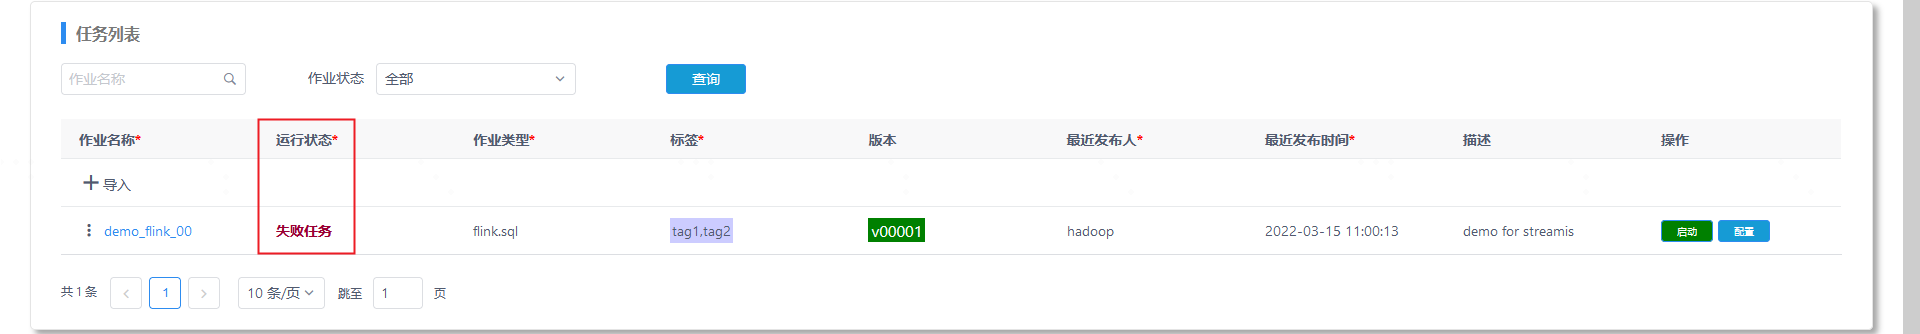 任务列表
作业名称 作业状态 全部 查询
作业名称* 运行状态* 作业类型* 标签* 版本 最近发布人* 最近发布时间* 描述 操作
导入
demo_flink_00 失败任务 flink.sql tag1,tag2 v00001 hadoop 2022-03-15 11:00:13 demo for streamis 启动 配置
共 1 条 1 10 条/页 跳至 1 页